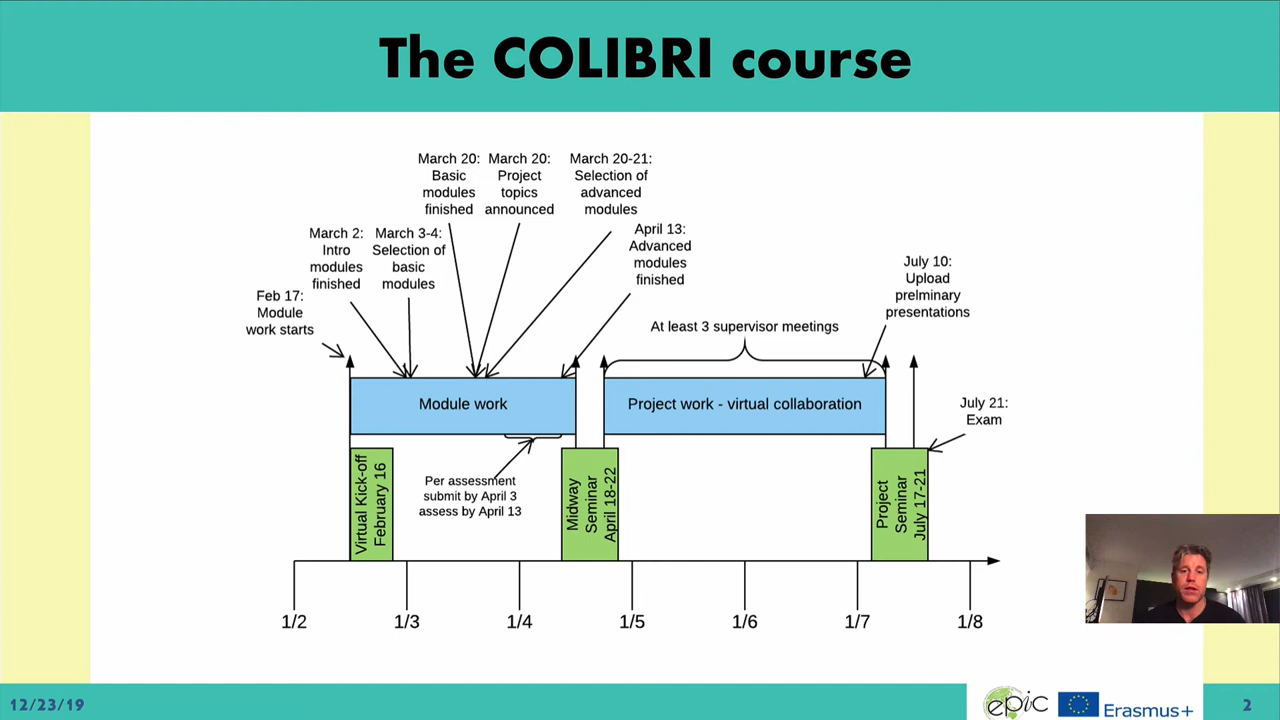 The COLIBRI course
March 20:
Basic
modules
finished
March 20:
Project
topics
announced
March 20-21:
Selection of
advanced
modules
March 2:
Intro
modules
finished
March 3-4:
Selection of
basic
modules
April 13:
Advanced
modules
finished
Feb 17:
Module
work starts
July 10:
Upload
prelminary
presentations
At least 3 supervisor meetings
Module work
Project work - virtual collaboration
July 21:
Exam
Per assessment
submit by April 3
assess by April 13
Virtual Kick-off
February 16
Midway
Seminar
April 18-22
Project
Seminar
July 17-21
1/2
1/3
1/4
1/5
1/6
1/7
1/8
12/23/19
epic
Erasmus+
2